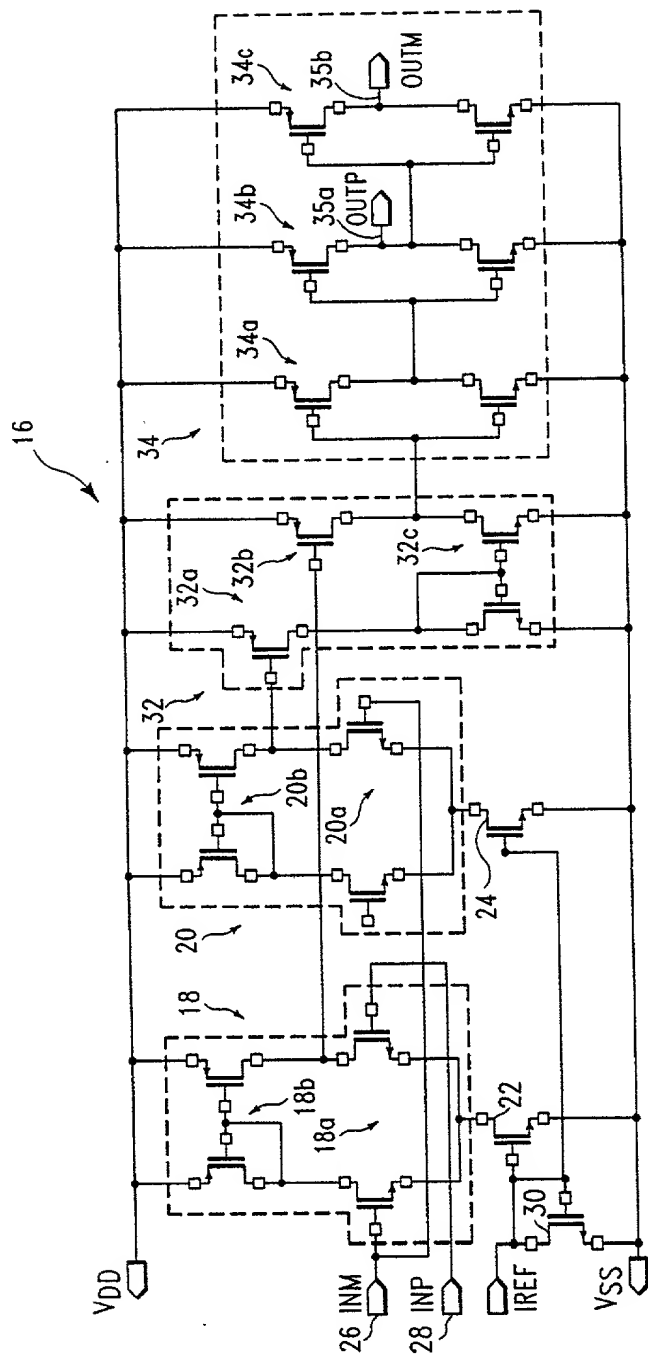 16
VDD
18
18b
18a
20
20b
20a
32
32a
32b
32c
34
34a
34b
34c
35a
OUTP
35b
OUTM
26 INM
28 INP
IREF
30
22
24
VSS